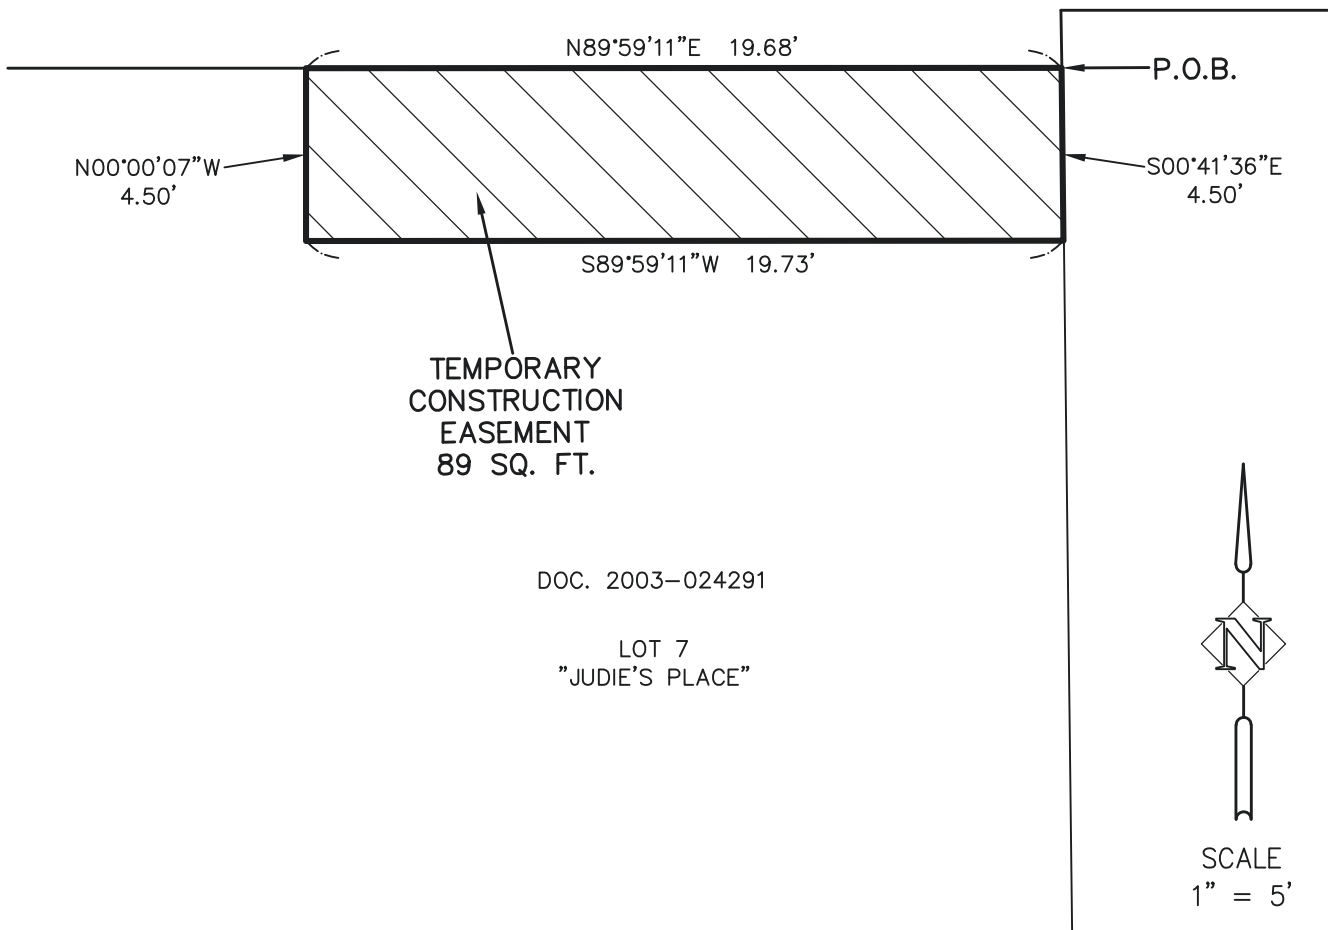 N89°59'11"E 19.68'
P.O.B.
N00°00'07"W
4.50'
S00°41'36"E
4.50'
S89°59'11"W 19.73'
TEMPORARY
CONSTRUCTION
EASEMENT
89 SQ. FT.
DOC. 2003-024291
LOT 7
"JUDIE'S PLACE"
N
SCALE
1" = 5'